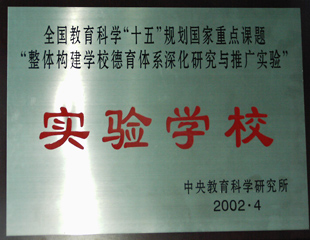 全国教育科学“十五”规划国家重点课题
“整体构建学校德育体系深化研究与推广实验”
实验学校
中央教育科学研究所
2002·4